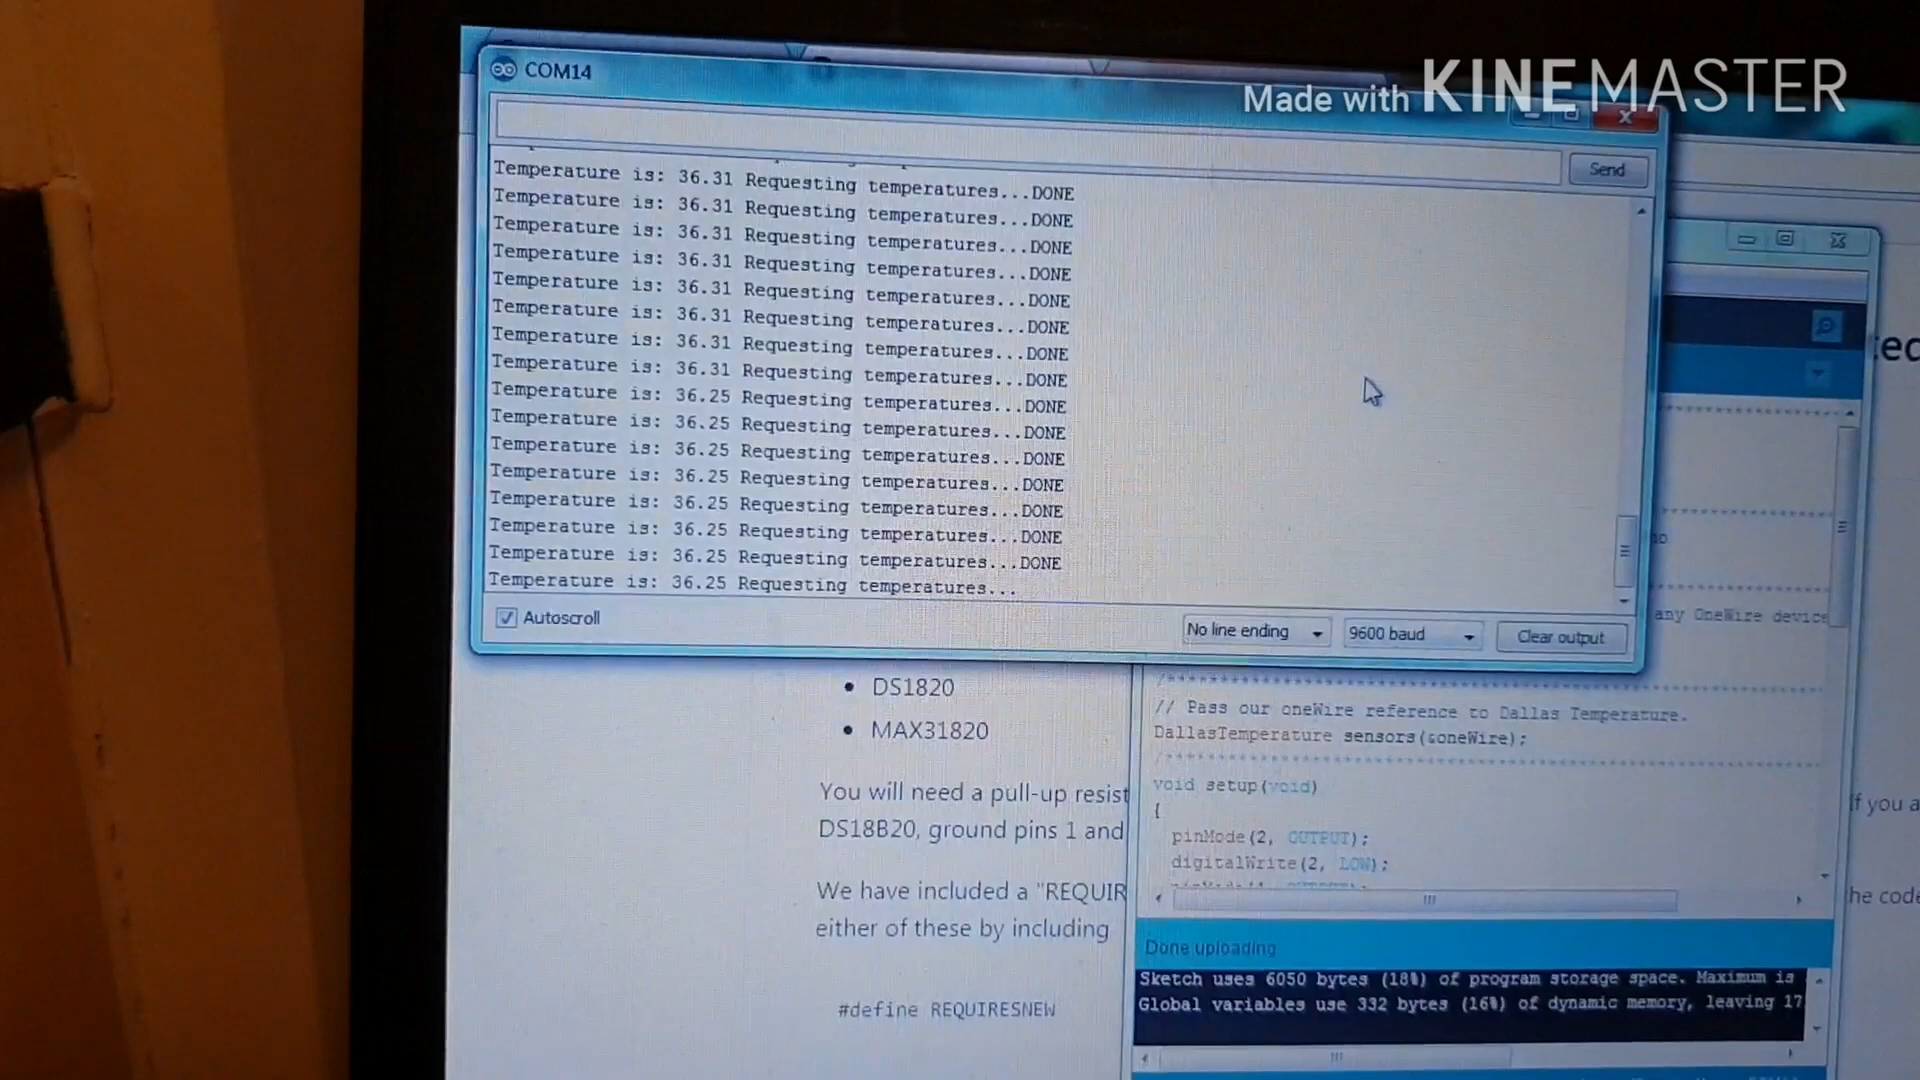 COM14
Made with KINEMASTER
Send
Temperature is: 36.31 Requesting temperatures...DONE
Temperature is: 36.31 Requesting temperatures...DONE
Temperature is: 36.31 Requesting temperatures...DONE
Temperature is: 36.31 Requesting temperatures...DONE
Temperature is: 36.31 Requesting temperatures...DONE
Temperature is: 36.31 Requesting temperatures...DONE
Temperature is: 36.31 Requesting temperatures...DONE
Temperature is: 36.31 Requesting temperatures...DONE
Temperature is: 36.25 Requesting temperatures...DONE
Temperature is: 36.25 Requesting temperatures...DONE
Temperature is: 36.25 Requesting temperatures...DONE
Temperature is: 36.25 Requesting temperatures...DONE
Temperature is: 36.25 Requesting temperatures...DONE
Temperature is: 36.25 Requesting temperatures...DONE
Temperature is: 36.25 Requesting temperatures...DONE
Temperature is: 36.25 Requesting temperatures...
Autoscroll
No line ending
9600 baud
Clear output
any OneWire device
DS1820
MAX31820
You will need a pull-up resist
DS18B20, ground pins 1 and
We have included a "REQUIR
either of these by including
#define REQUIRESNEW
// Pass our oneWire reference to Dallas Temperature.
DallasTemperature sensors(&oneWire);
void setup(void)
{
pinMode(2, OUTPUT);
digitalWrite(2, LOW);
If you a
he code
Done uploading
Sketch uses 6050 bytes (18%) of program storage space. Maximum is
Global variables use 332 bytes (16%) of dynamic memory, leaving 17